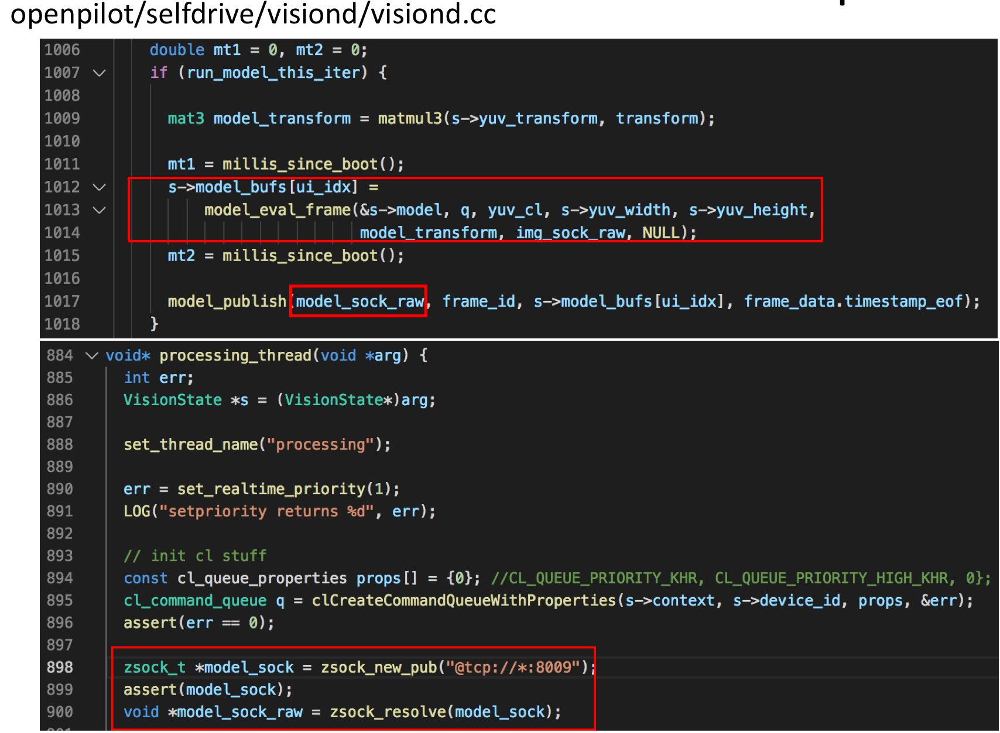 openpilot/selfdrive/visiond/visiond.cc
1006 double mt1 = 0, mt2 = 0;
1007 if (run_model_this_iter) {
1008
1009 mat3 model_transform = matmul3(s->yuv_transform, transform);
1010
1011 mt1 = millis_since_boot();
1012 s->model_bufs[ui_idx] =
1013 model_eval_frame(&s->model, q, yuv_cl, s->yuv_width, s->yuv_height,
1014 model_transform, img_sock_raw, NULL);
1015 mt2 = millis_since_boot();
1016
1017 model_publish(model_sock_raw, frame_id, s->model_bufs[ui_idx], frame_data.timestamp_eof);
1018 }
884 void* processing_thread(void *arg) {
885 int err;
886 VisionState *s = (VisionState*)arg;
887
888 set_thread_name("processing");
889
890 err = set_realtime_priority(1);
891 LOG("setpriority returns %d", err);
892
893 // init cl stuff
894 const cl_queue_properties props[] = {0}; //CL_QUEUE_PRIORITY_KHR, CL_QUEUE_PRIORITY_HIGH_KHR, 0};
895 cl_command_queue q = clCreateCommandQueueWithProperties(s->context, s->device_id, props, &err);
896 assert(err == 0);
897
898 zsock_t *model_sock = zsock_new_pub("@tcp://*:8009");
899 assert(model_sock);
900 void *model_sock_raw = zsock_resolve(model_sock);